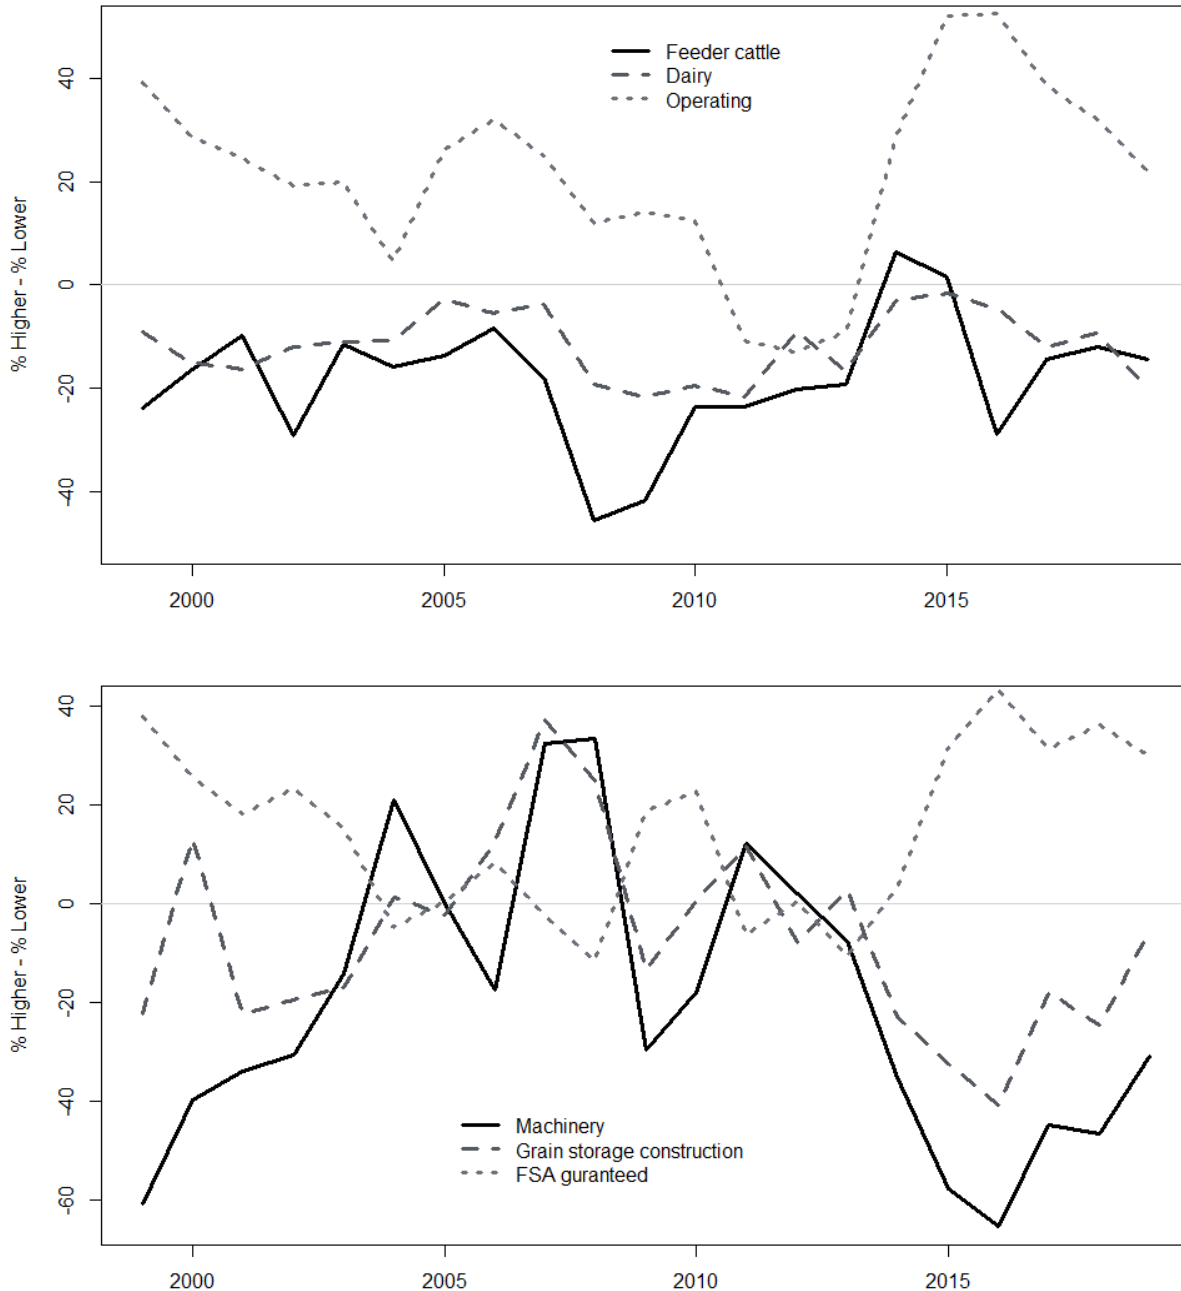 Feeder cattle
Dairy
Operating
% Higher - % Lower
40
20
0
-20
-40
2000 2005 2010 2015
Machinery
Grain storage construction
FSA guranteed
% Higher - % Lower
40
20
0
-20
-40
-60
2000 2005 2010 2015